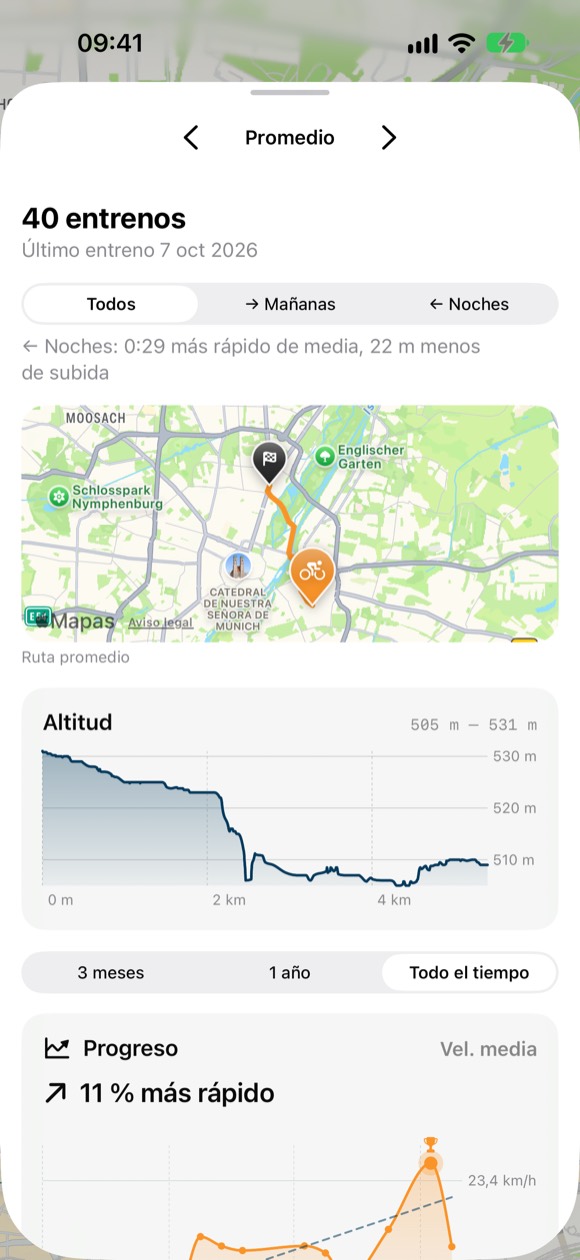 09:41
Promedio
40 entrenos
Último entreno 7 oct 2026
Todos
→ Mañanas
← Noches
← Noches: 0:29 más rápido de media, 22 m menos
de subida
MOOSACH
Englischer
Garten
Schlosspark
Nymphenburg
CATEDRAL
DE NUESTRA
SEÑORA DE
MÚNICH
Mapas
Aviso legal
Ruta promedio
Altitud
505 m — 531 m
530 m
520 m
510 m
0 m
2 km
4 km
3 meses
1 año
Todo el tiempo
Progreso
Vel. media
11 % más rápido
23,4 km/h